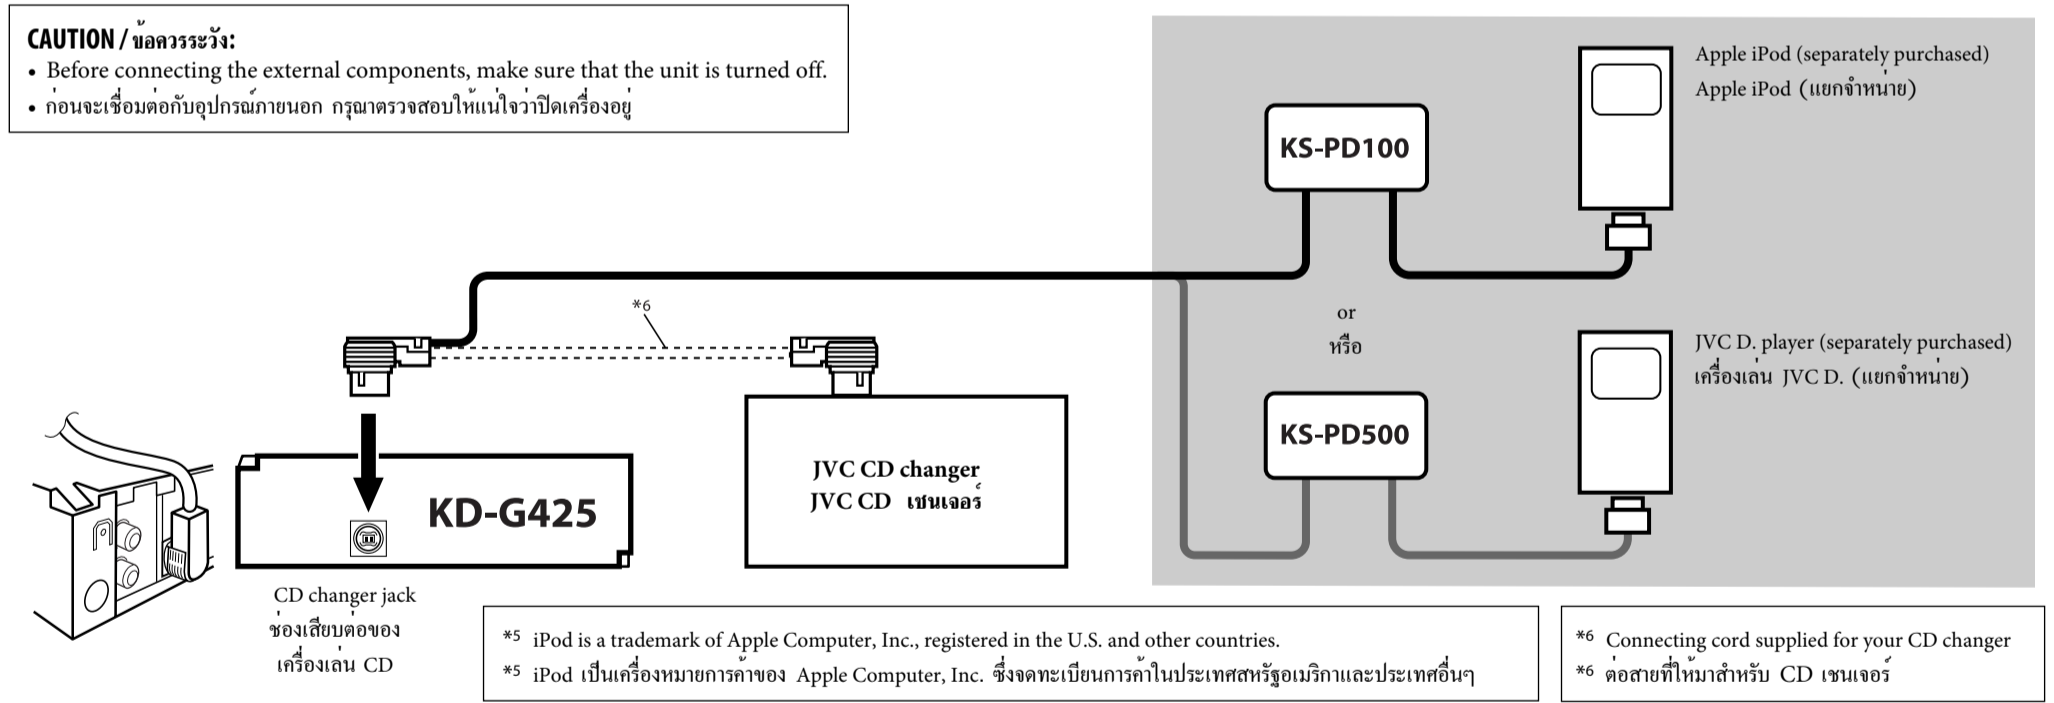 CAUTION / ข้อควรระวัง:
• Before connecting the external components, make sure that the unit is turned off.
• ก่อนจะเชื่อมต่อกับอุปกรณ์ภายนอก กรุณาตรวจสอบให้แน่ใจว่าปิดเครื่องอยู่
Apple iPod (separately purchased)
Apple iPod (แยกจำหน่าย)
KS-PD100
*6
or
หรือ
JVC D. player (separately purchased)
เครื่องเล่น JVC D. (แยกจำหน่าย)
KS-PD500
JVC CD changer
JVC CD เชนเจอร์
KD-G425
CD changer jack
ช่องเสียบต่อของ
เครื่องเล่น CD
*5 iPod is a trademark of Apple Computer, Inc., registered in the U.S. and other countries.
*5 iPod เป็นเครื่องหมายการค้าของ Apple Computer, Inc. ซึ่งจดทะเบียนการค้าในประเทศสหรัฐอเมริกาและประเทศอื่นๆ
*6 Connecting cord supplied for your CD changer
*6 ต่อสายที่ให้มาสำหรับ CD เชนเจอร์